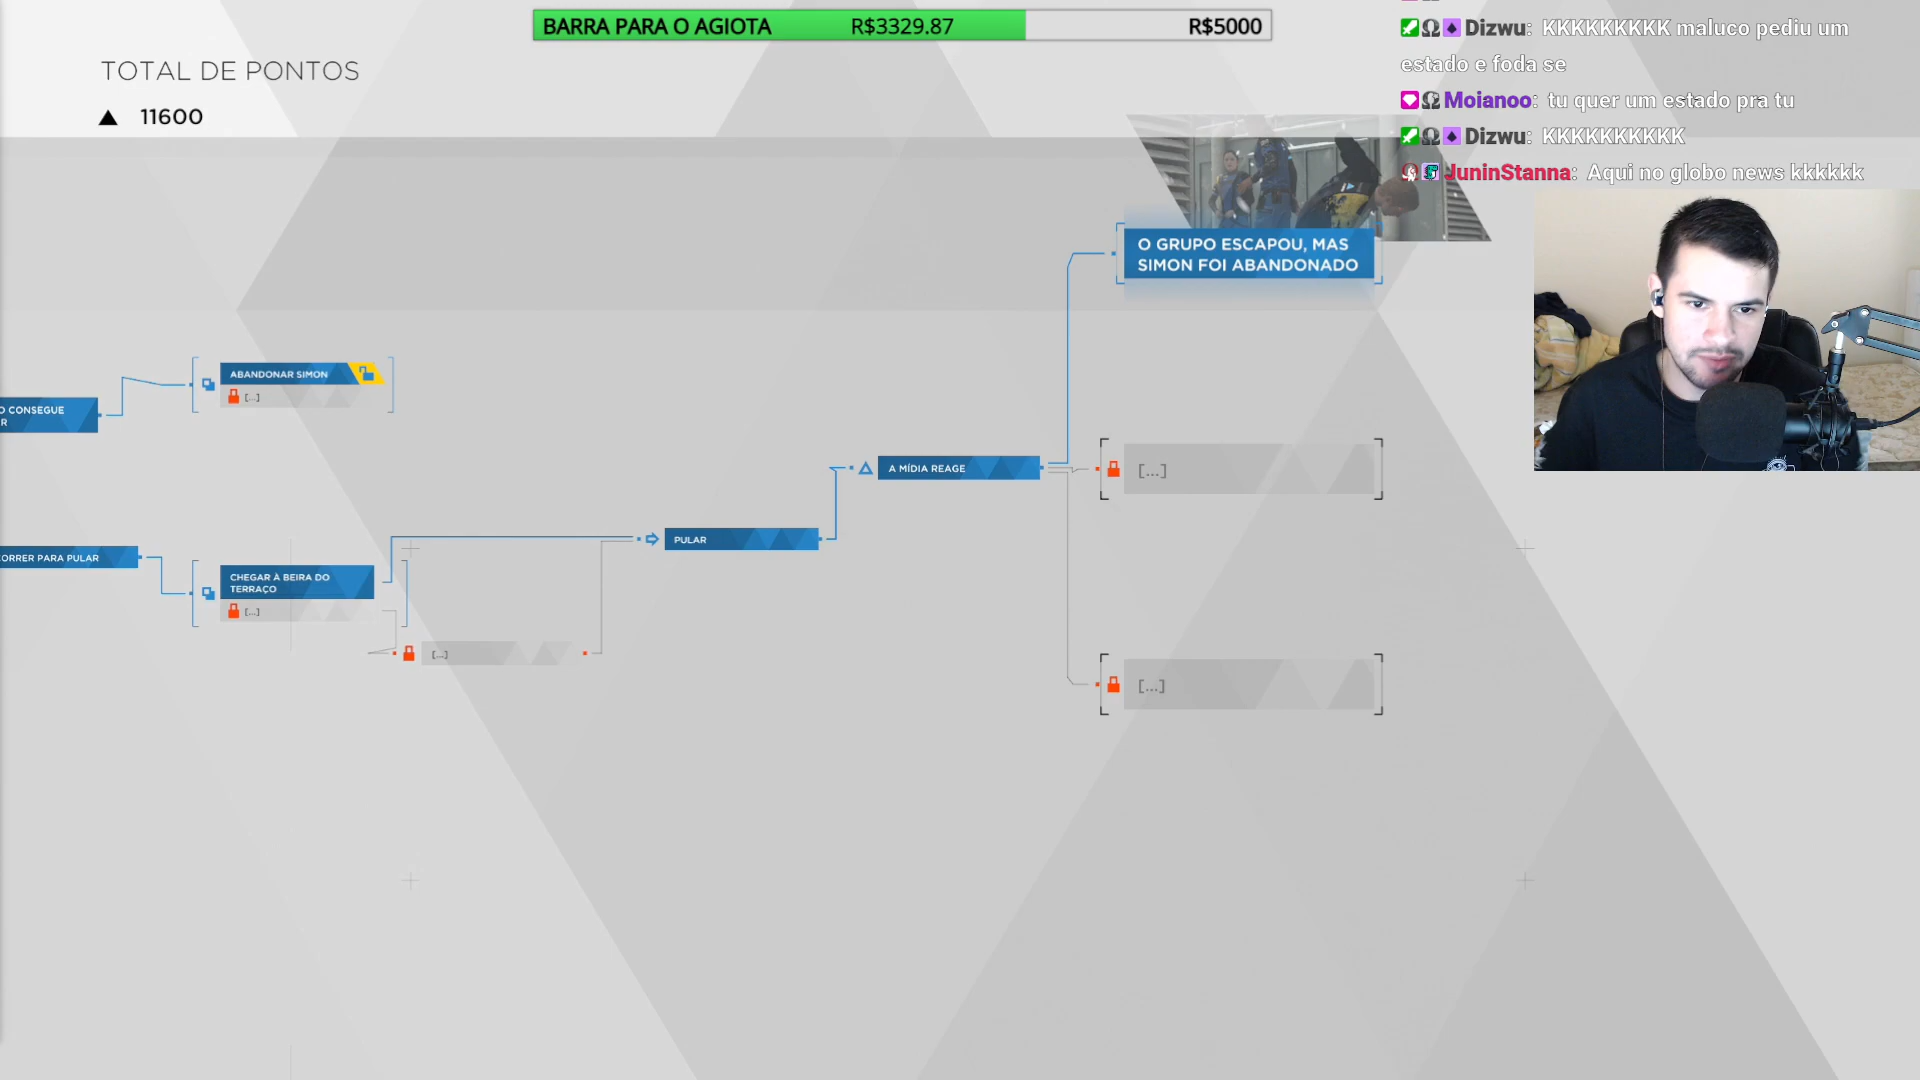 BARRA PARA O AGIOTA R$3329.87 R$5000
TOTAL DE PONTOS
11600
Dizwu: KKKKKKKKK maluco pediu um
estado e foda se
Moianoo: tu quer um estado pra tu
Dizwu: KKKKKKKKKK
JuninStanna: Aqui no globo news kkkkkk
O GRUPO ESCAPOU, MAS
SIMON FOI ABANDONADO
ABANDONAR SIMON
[...]
O CONSEGUE
R
A MÍDIA REAGE
[...]
PULAR
ORRER PARA PULAR
CHEGAR À BEIRA DO
TERRAÇO
[...]
[...]
[...]